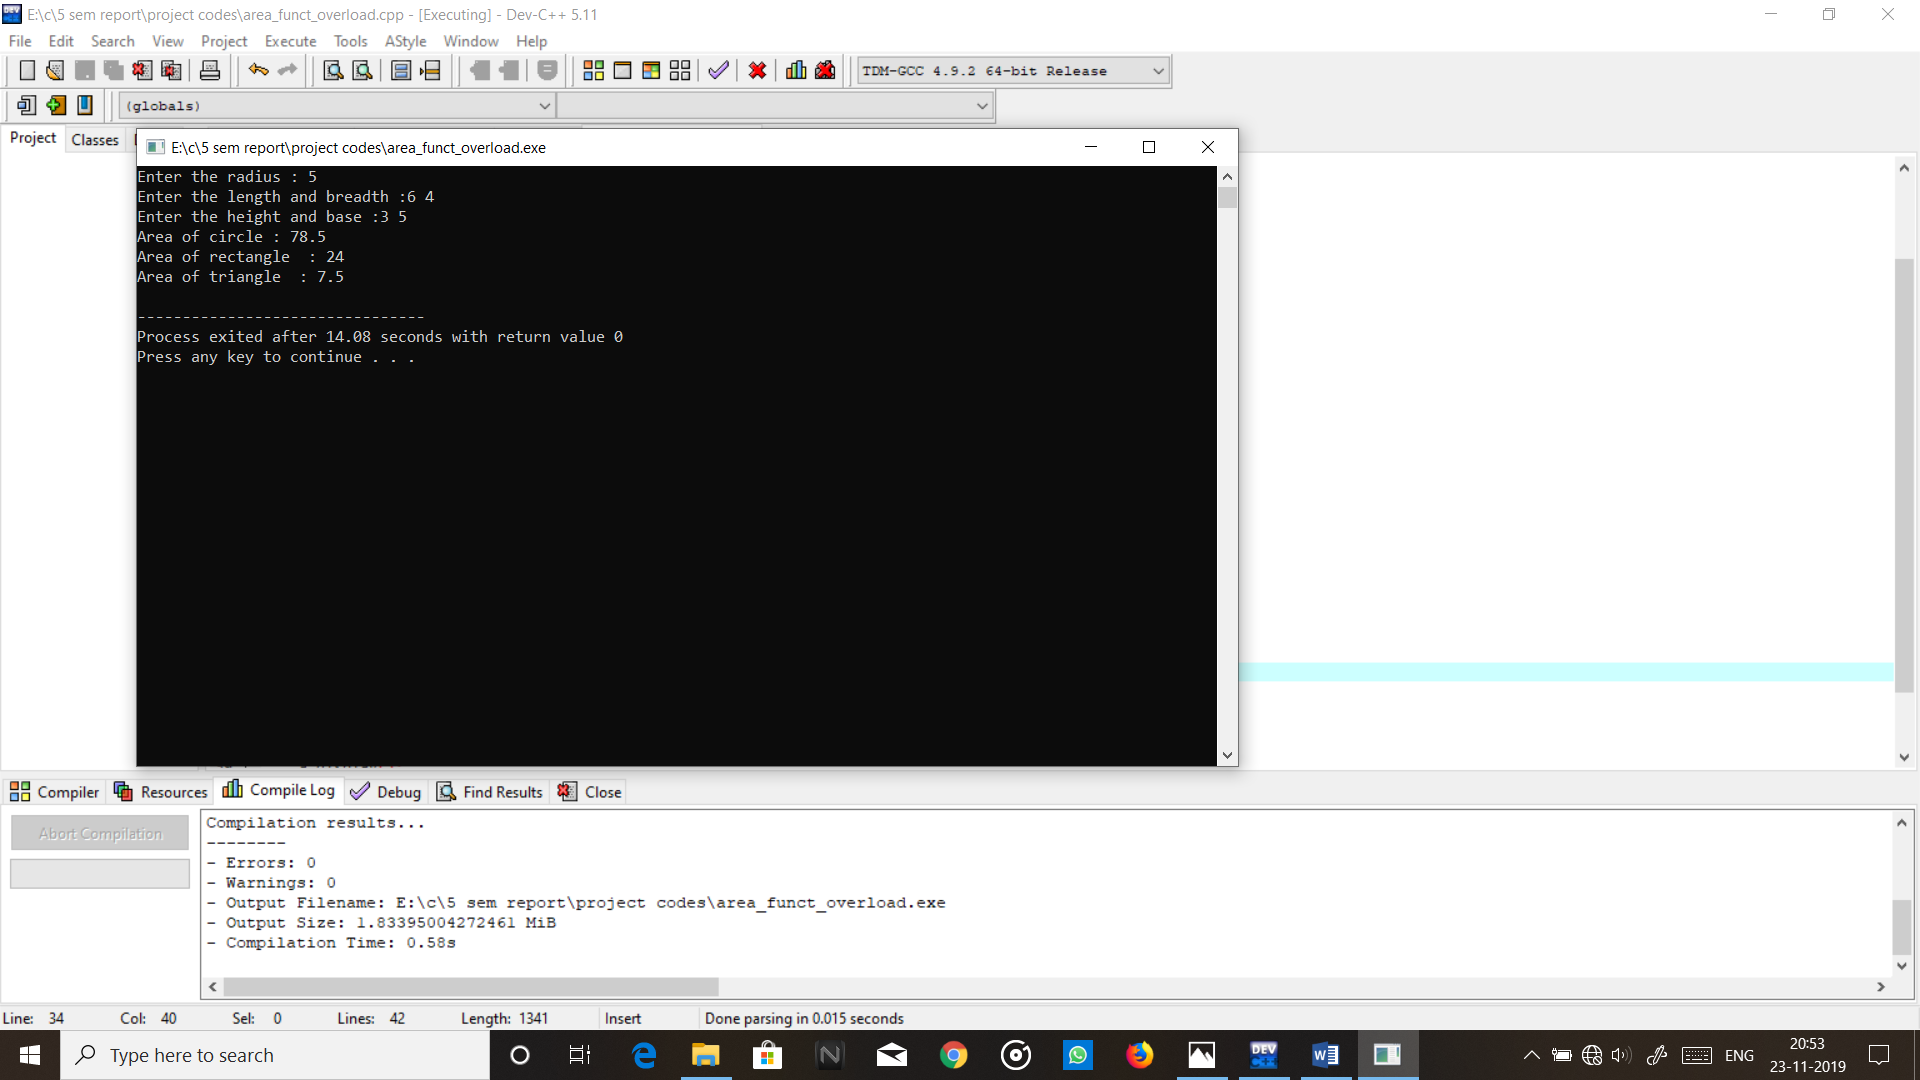 E:\c\5 sem report\project codes\area_funct_overload.cpp - [Executing] - Dev-C++ 5.11
File Edit Search View Project Execute Tools AStyle Window Help
TDM-GCC 4.9.2 64-bit Release
(globals)
Project Classes
E:\c\5 sem report\project codes\area_funct_overload.exe
Enter the radius : 5
Enter the length and breadth :6 4
Enter the height and base :3 5
Area of circle : 78.5
Area of rectangle  : 24
Area of triangle  : 7.5
--------------------------------
Process exited after 14.08 seconds with return value 0
Press any key to continue . . .
Compiler Resources Compile Log Debug Find Results Close
Abort Compilation
Compilation results...
--------
- Errors: 0
- Warnings: 0
- Output Filename: E:\c\5 sem report\project codes\area_funct_overload.exe
- Output Size: 1.83395004272461 MiB
- Compilation Time: 0.58s
Line: 34 Col: 40 Sel: 0 Lines: 42 Length: 1341 Insert Done parsing in 0.015 seconds
Type here to search
DEV C++
ENG
20:53
23-11-2019